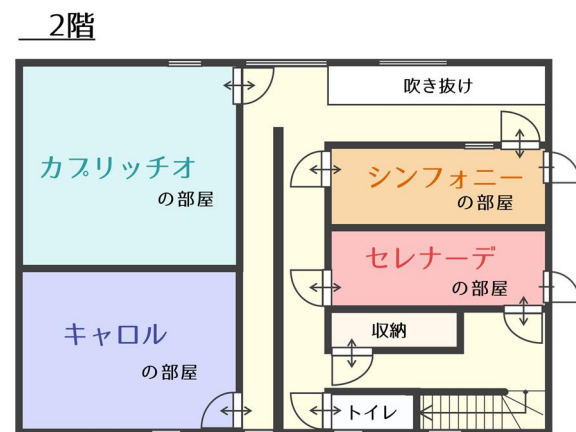 2階
吹き抜け
カプリッチオ
の部屋
シンフォニー
の部屋
セレナーデ
の部屋
キャロル
の部屋
収納
トイレ